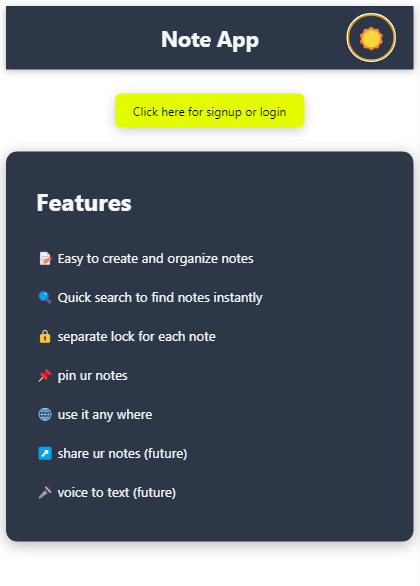 Note App
Click here for signup or login
Features
Easy to create and organize notes
Quick search to find notes instantly
separate lock for each note
pin ur notes
use it any where
share ur notes (future)
voice to text (future)